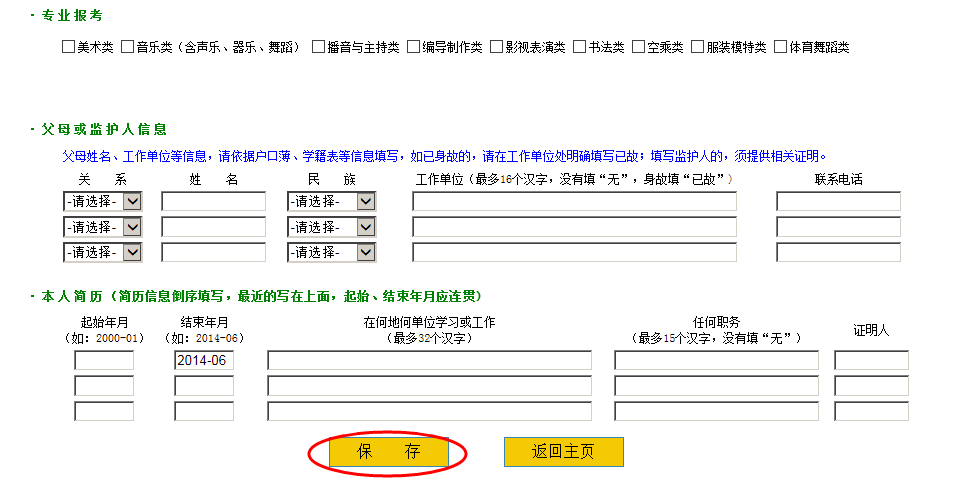 · 专业报考
美术类 音乐类（含声乐、器乐、舞蹈） 播音与主持类 编导制作类 影视表演类 书法类 空乘类 服装模特类 体育舞蹈类
· 父母或监护人信息
父母姓名、工作单位等信息，请依据户口薄、学籍表等信息填写，如已身故的，请在工作单位处明确填写已故；填写监护人的，须提供相关证明。
关 系 姓 名 民 族 工作单位（最多16个汉字，没有填“无”，身故填“已故”） 联系电话
-请选择- -请选择-
-请选择- -请选择-
-请选择- -请选择-
· 本人简历（简历信息倒序填写，最近的写在上面，起始、结束年月应连贯）
起始年月 结束年月 在何地何单位学习或工作 任何职务 证明人
（如：2000-01） （如：2014-06） （最多32个汉字） （最多15个汉字，没有填“无”）
2014-06
保 存 返回主页